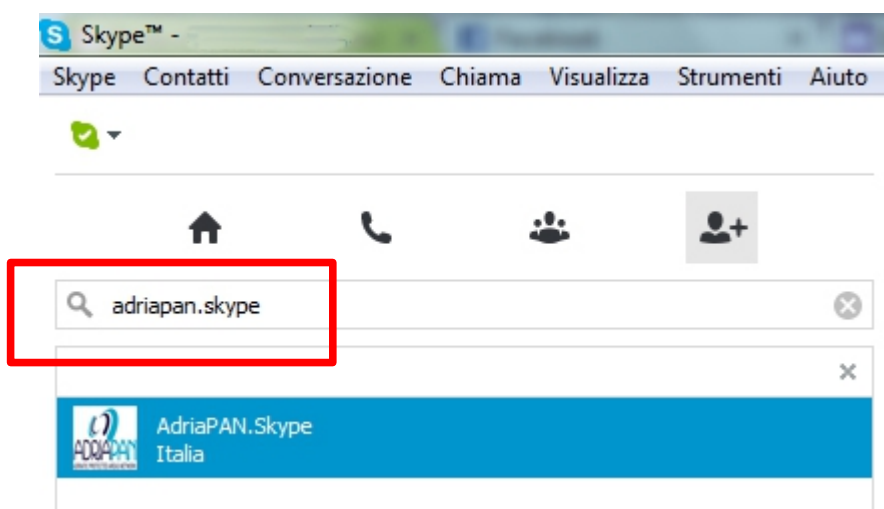 Skype™ -
Skype Contatti Conversazione Chiama Visualizza Strumenti Aiuto
adriapan.skype
AdriaPAN.Skype
Italia
ADRIAPAN